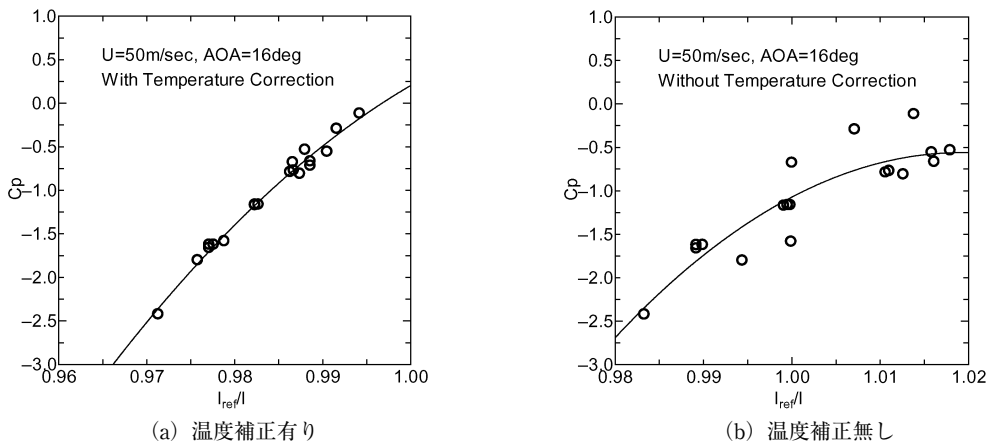 1.0
0.5
0.0
–0.5
–1.0
–1.5
–2.0
–2.5
–3.0
Cp
U=50m/sec, AOA=16deg
With Temperature Correction
0.96 0.97 0.98 0.99 1.00
Iref/I
(a) 温度補正有り
1.0
0.5
0.0
–0.5
–1.0
–1.5
–2.0
–2.5
–3.0
Cp
U=50m/sec, AOA=16deg
Without Temperature Correction
0.98 0.99 1.00 1.01 1.02
Iref/I
(b) 温度補正無し